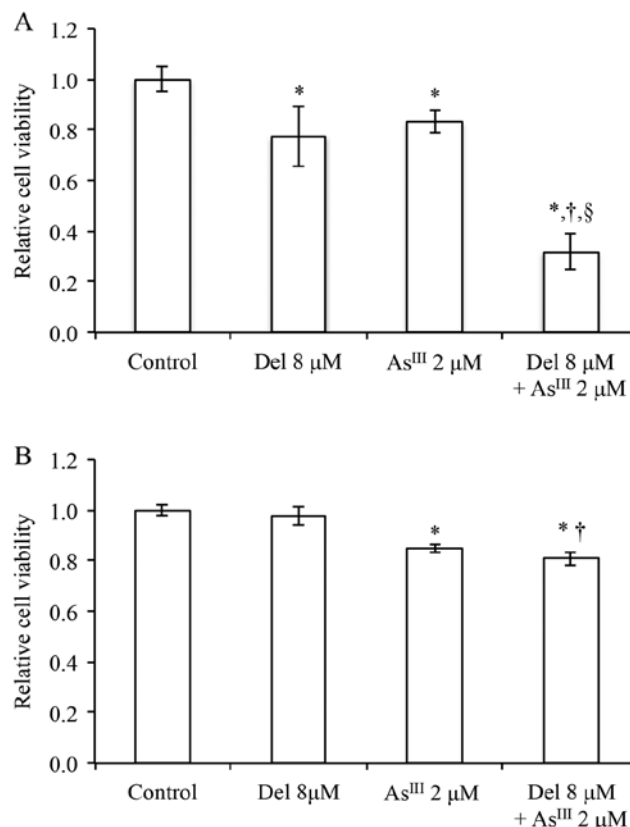 A
1.2
1.0
0.8
0.6
0.4
0.2
0.0
Relative cell viability
*
*
*,†,§
Control
Del 8 μM
Asᴵᴵᴵ 2 μM
Del 8 μM
+ Asᴵᴵᴵ 2 μM
B
1.2
1.0
0.8
0.6
0.4
0.2
0.0
Relative cell viability
*
* †
Control
Del 8μM
Asᴵᴵᴵ 2 μM
Del 8 μM
+ Asᴵᴵᴵ 2 μM